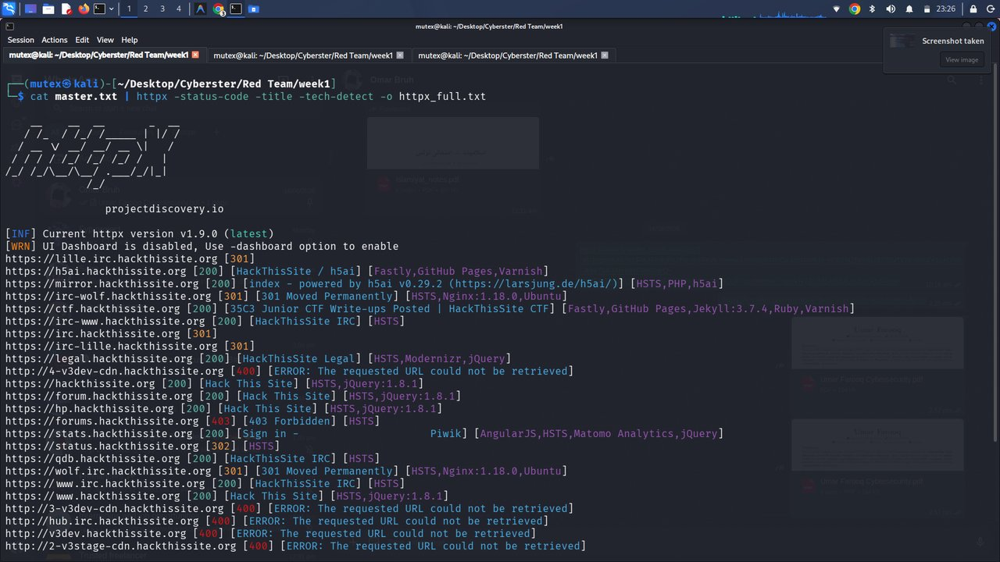 1 2 3 4 3 23:26
mutex@kali: ~/Desktop/Cyberster/Red Team/week1
Session Actions Edit View Help
Screenshot taken
View image
mutex@kali: ~/Desktop/Cyberster/Red Team/week1 mutex@kali: ~/Desktop/Cyberster/Red Team/week1 mutex@kali: ~/Desktop/Cyberster/Red Team/week1
Omar Bruh
┌──(mutex㉿kali)-[~/Desktop/Cyberster/Red Team/week1]
└─$ cat master.txt | httpx -status-code -title -tech-detect -o httpx_full.txt
projectdiscovery.io
[INF] Current httpx version v1.9.0 (latest)
[WRN] UI Dashboard is disabled, Use -dashboard option to enable
https://lille.irc.hackthissite.org [301]
https://h5ai.hackthissite.org [200] [HackThisSite / h5ai] [Fastly,GitHub Pages,Varnish]
https://mirror.hackthissite.org [200] [index - powered by h5ai v0.29.2 (https://larsjung.de/h5ai/)] [HSTS,PHP,h5ai]
https://irc-wolf.hackthissite.org [301] [301 Moved Permanently] [HSTS,Nginx:1.18.0,Ubuntu]
https://ctf.hackthissite.org [200] [35C3 Junior CTF Write-ups Posted | HackThisSite CTF] [Fastly,GitHub Pages,Jekyll:3.7.4,Ruby,Varnish]
https://irc-www.hackthissite.org [200] [HackThisSite IRC] [HSTS]
https://irc.hackthissite.org [301]
https://irc-lille.hackthissite.org [301]
https://legal.hackthissite.org [200] [HackThisSite Legal] [HSTS,Modernizr,jQuery]
http://4-v3dev-cdn.hackthissite.org [400] [ERROR: The requested URL could not be retrieved]
https://hackthissite.org [200] [Hack This Site] [HSTS,jQuery:1.8.1]
https://forum.hackthissite.org [200] [Hack This Site] [HSTS,jQuery:1.8.1]
https://hp.hackthissite.org [200] [Hack This Site] [HSTS,jQuery:1.8.1]
https://forums.hackthissite.org [403] [403 Forbidden] [HSTS]
https://stats.hackthissite.org [200] [Sign in - Piwik] [AngularJS,HSTS,Matomo Analytics,jQuery]
https://status.hackthissite.org [302] [HSTS]
https://qdb.hackthissite.org [200] [HackThisSite IRC] [HSTS]
https://wolf.irc.hackthissite.org [301] [301 Moved Permanently] [HSTS,Nginx:1.18.0,Ubuntu]
https://www.irc.hackthissite.org [200] [HackThisSite IRC] [HSTS]
https://www.hackthissite.org [200] [Hack This Site] [HSTS,jQuery:1.8.1]
http://3-v3dev-cdn.hackthissite.org [400] [ERROR: The requested URL could not be retrieved]
http://hub.irc.hackthissite.org [400] [ERROR: The requested URL could not be retrieved]
http://v3dev.hackthissite.org [400] [ERROR: The requested URL could not be retrieved]
http://2-v3stage-cdn.hackthissite.org [400] [ERROR: The requested URL could not be retrieved]